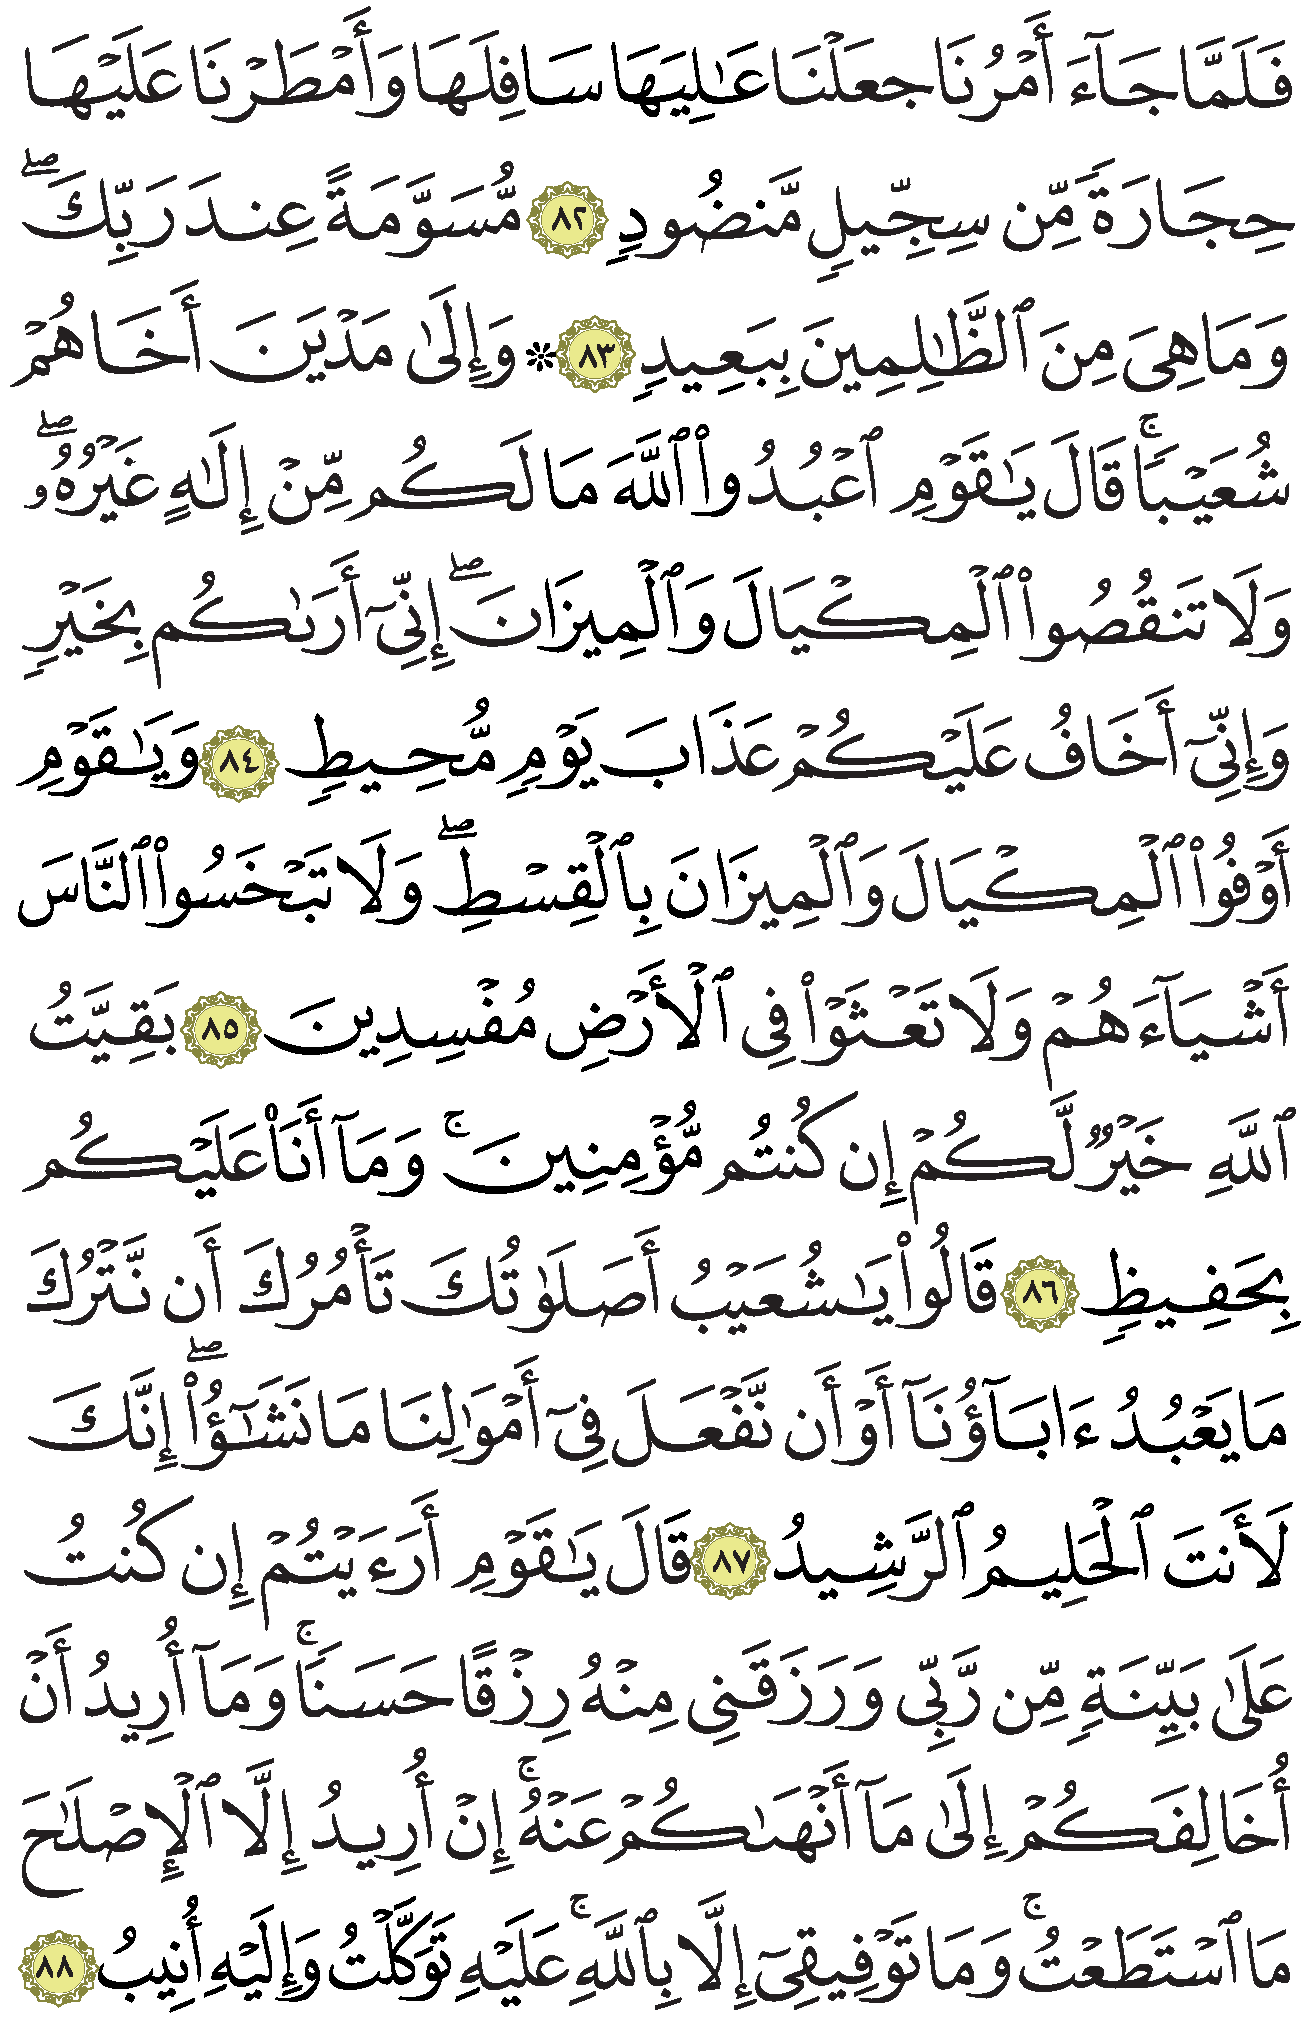 فَلَمَّا جَآءَ أَمْرُنَا جَعَلْنَا عَـٰلِيَهَا سَافِلَهَا وَأَمْطَرْنَا عَلَيْهَا
حِجَارَةً مِّن سِجِّيلٍ مَّنضُودٍ ٨٢ مُّسَوَّمَةً عِندَ رَبِّكَ ۖ
وَمَا هِىَ مِنَ ٱلظَّـٰلِمِينَ بِبَعِيدٍ ٨٣ ۞ وَإِلَىٰ مَدْيَنَ أَخَاهُمْ
شُعَيْبًا ۚ قَالَ يَـٰقَوْمِ ٱعْبُدُوا۟ ٱللَّهَ مَا لَكُم مِّنْ إِلَـٰهٍ غَيْرُهُۥ ۖ
وَلَا تَنقُصُوا۟ ٱلْمِكْيَالَ وَٱلْمِيزَانَ ۖ إِنِّىٓ أَرَىٰكُم بِخَيْرٍ
وَإِنِّىٓ أَخَافُ عَلَيْكُمْ عَذَابَ يَوْمٍ مُّحِيطٍ ٨٤ وَيَـٰقَوْمِ
أَوْفُوا۟ ٱلْمِكْيَالَ وَٱلْمِيزَانَ بِٱلْقِسْطِ ۖ وَلَا تَبْخَسُوا۟ ٱلنَّاسَ
أَشْيَآءَهُمْ وَلَا تَعْثَوْا۟ فِى ٱلْأَرْضِ مُفْسِدِينَ ٨٥ بَقِيَّتُ
ٱللَّهِ خَيْرٌ لَّكُمْ إِن كُنتُم مُّؤْمِنِينَ ۚ وَمَآ أَنَا۠ عَلَيْكُم
بِحَفِيظٍ ٨٦ قَالُوا۟ يَـٰشُعَيْبُ أَصَلَوٰتُكَ تَأْمُرُكَ أَن نَّتْرُكَ
مَا يَعْبُدُ ءَابَآؤُنَآ أَوْ أَن نَّفْعَلَ فِىٓ أَمْوَٰلِنَا مَا نَشَـٰٓؤُا۟ ۖ إِنَّكَ
لَأَنتَ ٱلْحَلِيمُ ٱلرَّشِيدُ ٨٧ قَالَ يَـٰقَوْمِ أَرَءَيْتُمْ إِن كُنتُ
عَلَىٰ بَيِّنَةٍ مِّن رَّبِّى وَرَزَقَنِى مِنْهُ رِزْقًا حَسَنًا ۚ وَمَآ أُرِيدُ أَنْ
أُخَالِفَكُمْ إِلَىٰ مَآ أَنْهَىٰكُمْ عَنْهُ ۚ إِنْ أُرِيدُ إِلَّا ٱلْإِصْلَـٰحَ
مَا ٱسْتَطَعْتُ ۚ وَمَا تَوْفِيقِىٓ إِلَّا بِٱللَّهِ ۚ عَلَيْهِ تَوَكَّلْتُ وَإِلَيْهِ أُنِيبُ ٨٨